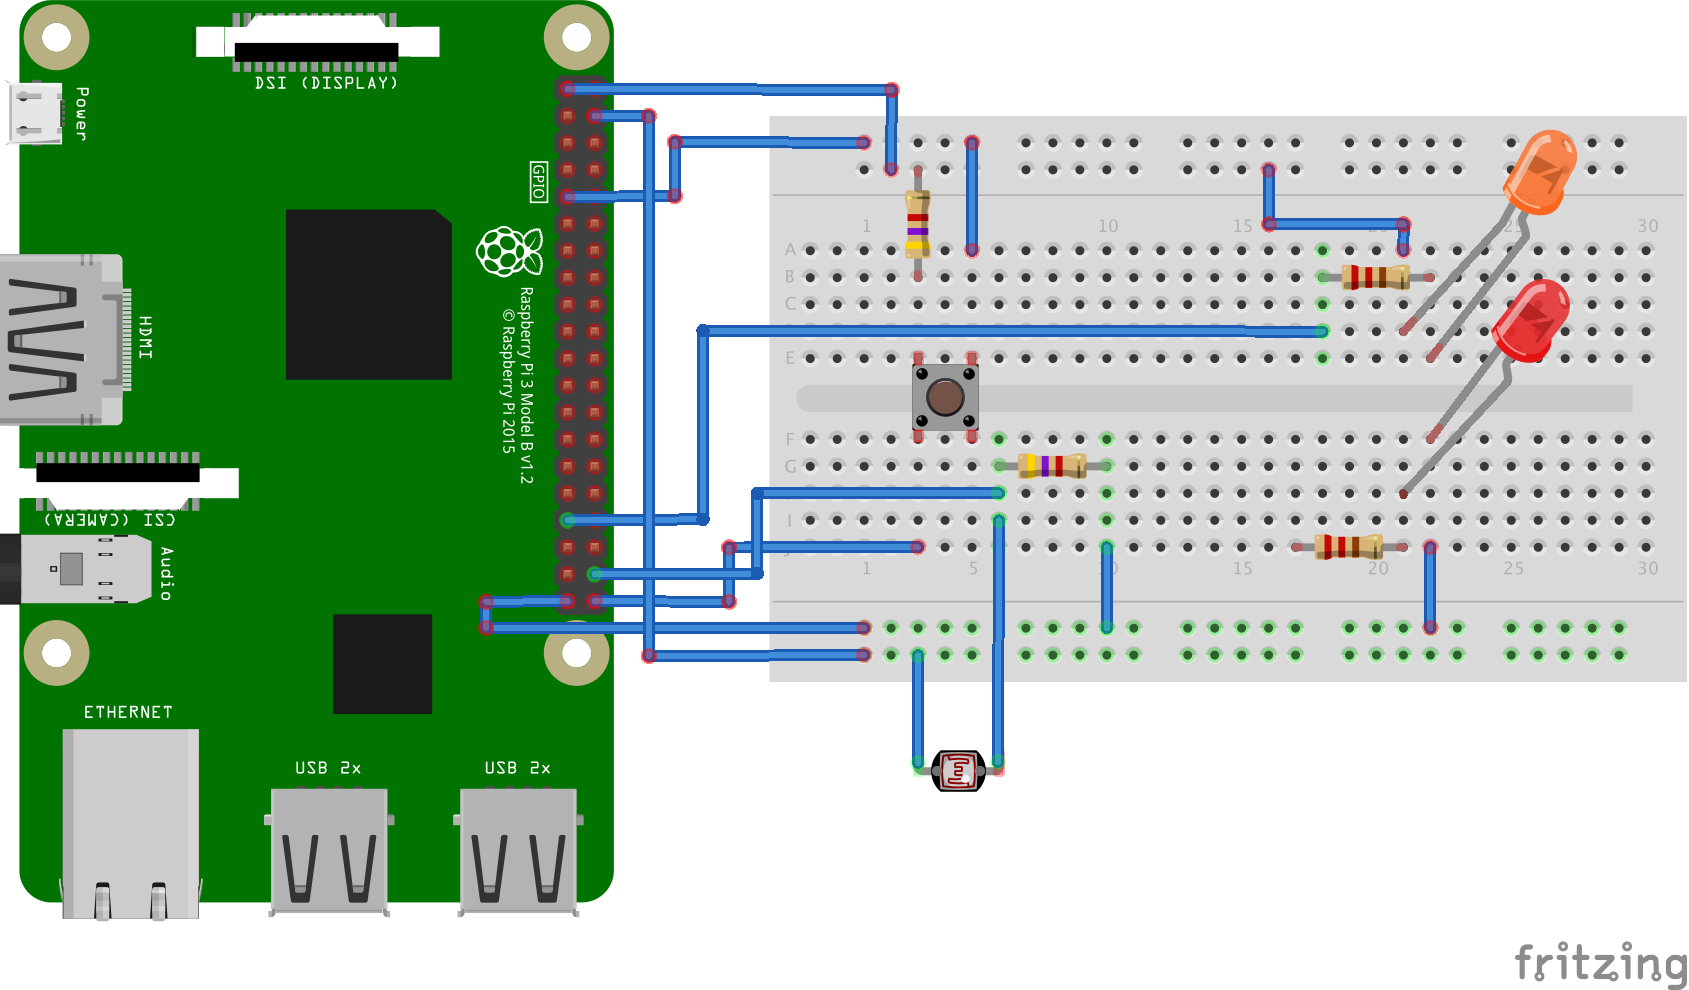 DSI (DISPLAY)
Power
GPIO
Raspberry Pi 3 Model B v1.2
© Raspberry Pi 2015
HDMI
CSI (CAMERA)
Audio
ETHERNET
USB 2x
USB 2x
1 10 15 25 30
A
B
C
E
F
G
I
1 5 15 20 25 30
fritzing